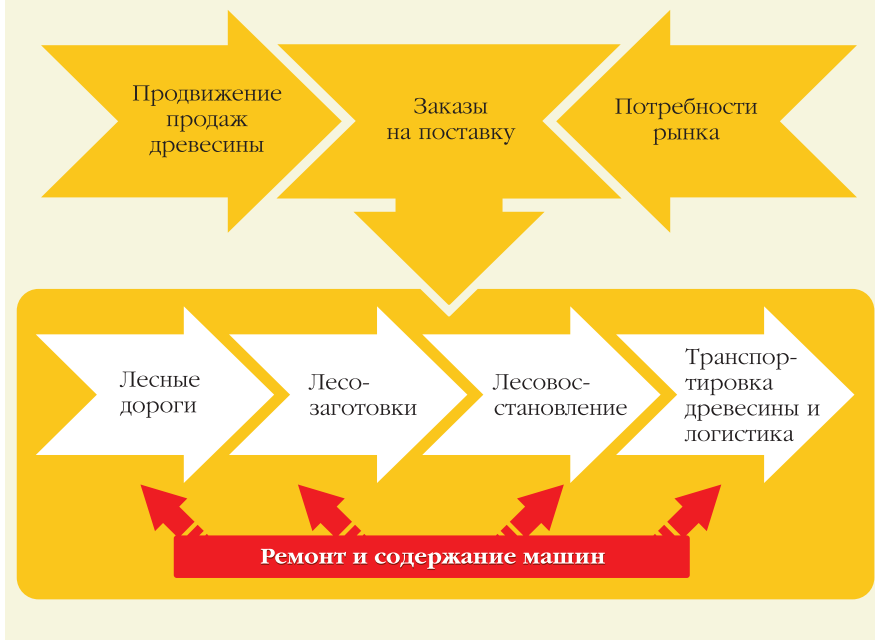 Продвижение
продаж
древесины
Заказы
на поставку
Потребности
рынка
Лесные
дороги
Лесо-
заготовки
Лесовос-
становление
Транспор-
тировка
древесины и
логистика
Ремонт и содержание машин